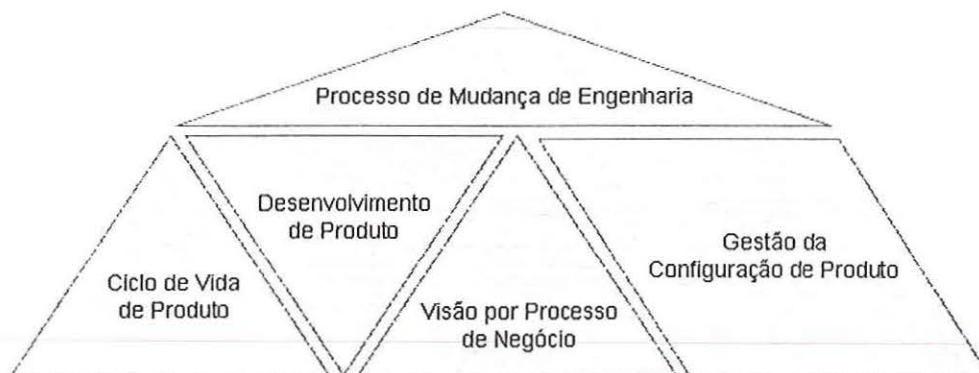 Processo de Mudança de Engenharia
Desenvolvimento
de Produto
Ciclo de Vida
de Produto
Visão por Processo
de Negócio
Gestão da
Configuração de Produto